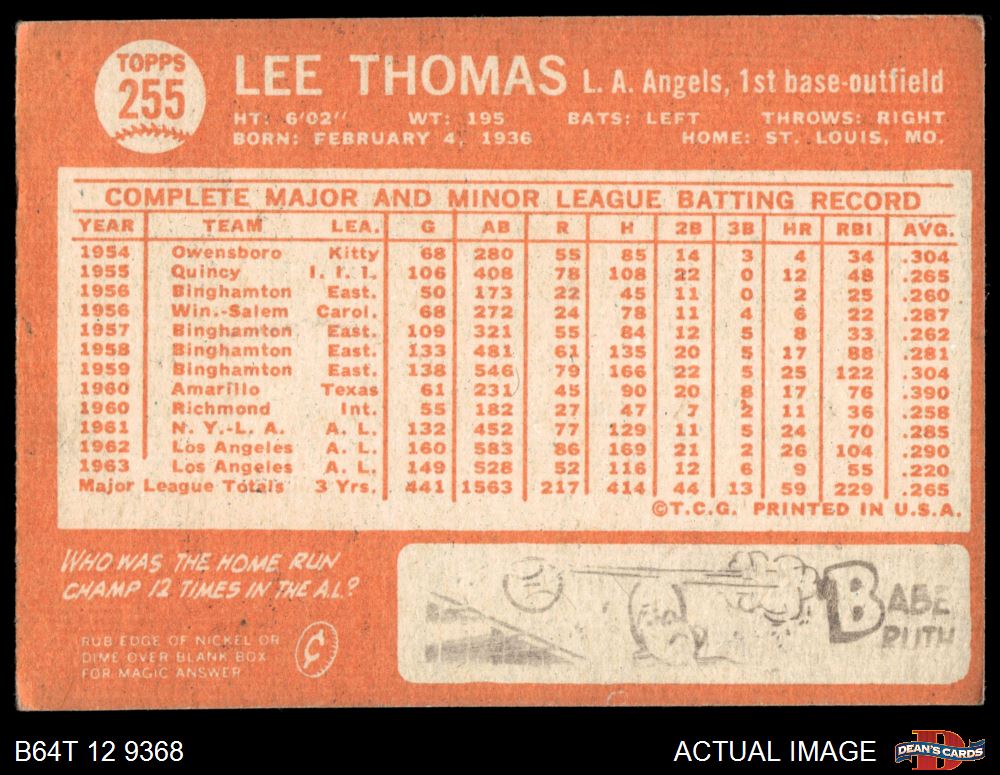 TOPPS
255
LEE THOMAS L. A. Angels, 1st base-outfield
HT: 6'02" WT: 195 BATS: LEFT THROWS: RIGHT
BORN: FEBRUARY 4, 1936 HOME: ST. LOUIS, MO.
COMPLETE MAJOR AND MINOR LEAGUE BATTING RECORD
YEAR TEAM LEA. G AB R H 2B 3B HR RBI AVG.
1954 Owensboro Kitty 68 280 55 85 14 3 4 34 .304
1955 Quincy I. I. I. 106 408 78 108 22 0 12 48 .265
1956 Binghamton East. 50 173 22 45 11 0 2 25 .260
1956 Win.-Salem Carol. 68 272 24 78 11 4 6 22 .287
1957 Binghamton East. 109 321 55 84 12 5 8 33 .262
1958 Binghamton East. 133 481 61 135 20 5 17 88 .281
1959 Binghamton East. 138 546 79 166 22 5 25 122 .304
1960 Amarillo Texas 61 231 45 90 20 8 17 76 .390
1960 Richmond Int. 55 182 27 47 7 2 11 36 .258
1961 N. Y.-L. A. A. L. 132 452 77 129 11 5 24 70 .285
1962 Los Angeles A. L. 160 583 86 169 21 2 26 104 .290
1963 Los Angeles A. L. 149 528 52 116 12 6 9 55 .220
Major League Totals 3 Yrs. 441 1563 217 414 44 13 59 229 .265
©T.C.G. PRINTED IN U.S.A.
WHO WAS THE HOME RUN
CHAMP 12 TIMES IN THE A.L.?
RUB EDGE OF NICKEL OR
DIME OVER BLANK BOX
FOR MAGIC ANSWER
¢
BABE
RUTH
B64T 12 9368
ACTUAL IMAGE
DEAN'S CARDS